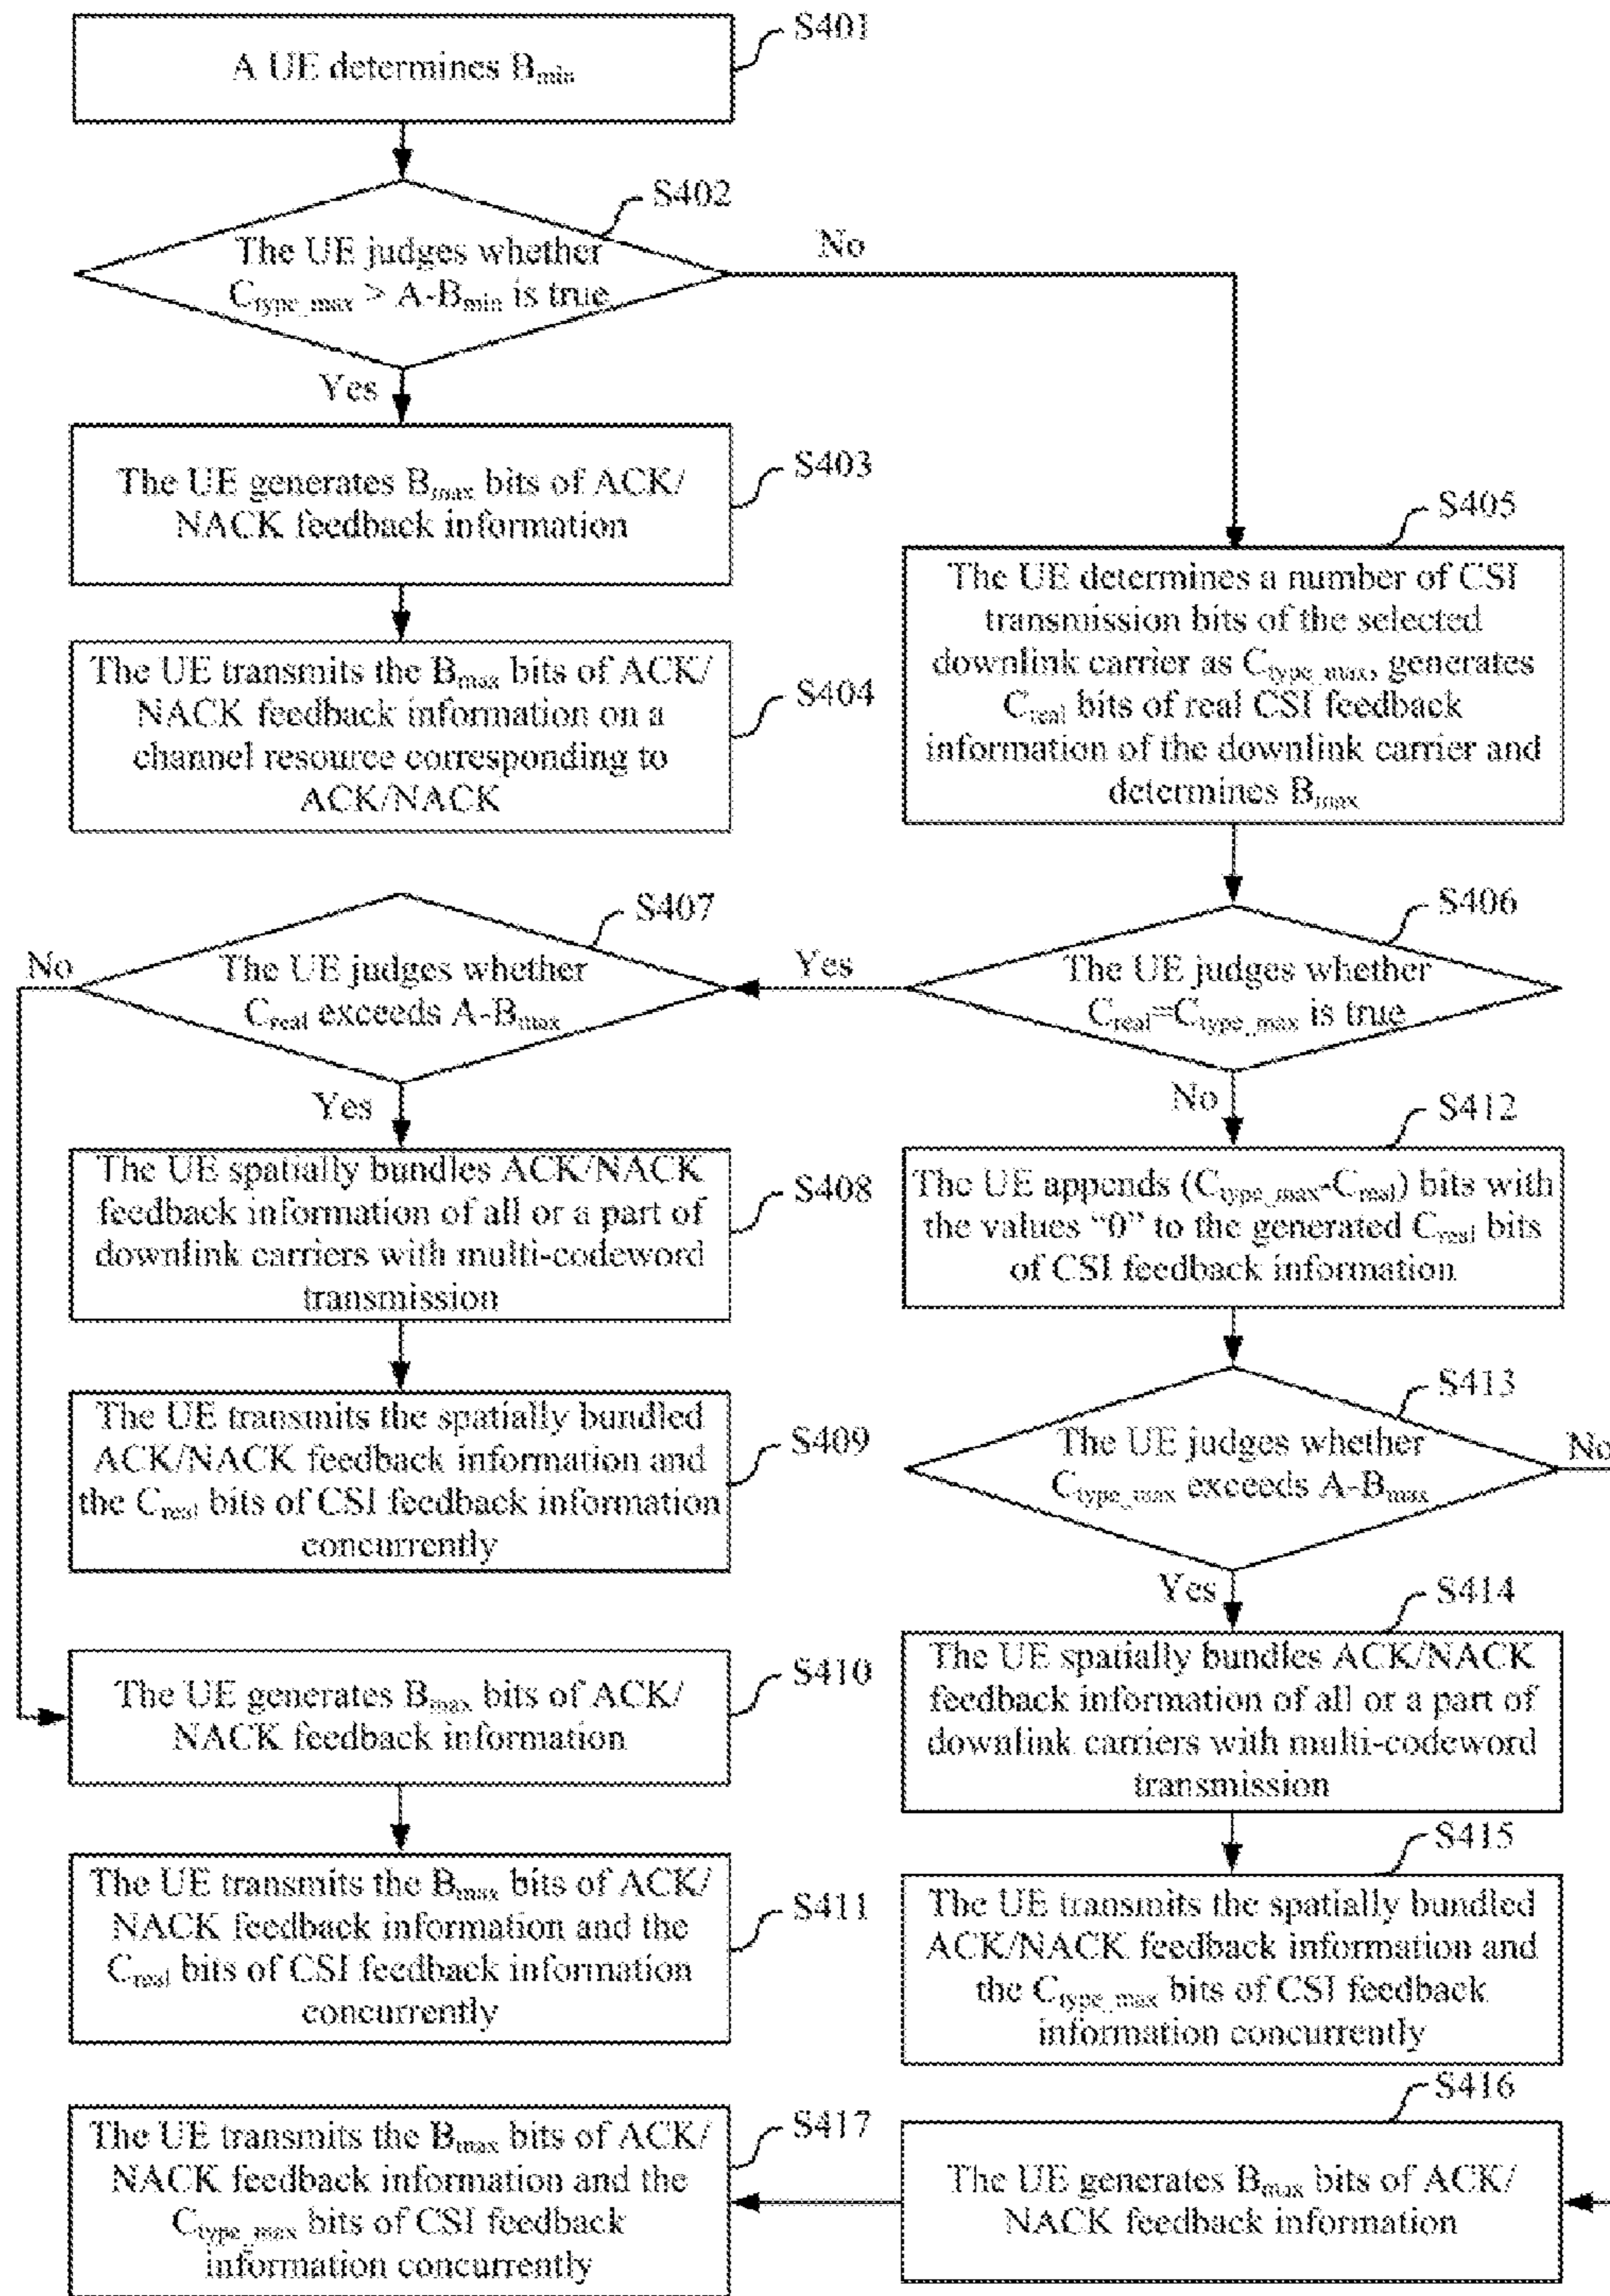 S401
A UE determines B_min
S402
The UE judges whether
C_type_max > A-B_min is true
No
Yes
S403
The UE generates B_max bits of ACK/
NACK feedback information
S404
The UE transmits the B_max bits of ACK/
NACK feedback information on a
channel resource corresponding to
ACK/NACK
S405
The UE determines a number of CSI
transmission bits of the selected
downlink carrier as C_type_max, generates
C_real bits of real CSI feedback
information of the downlink carrier and
determines B_max
S406
The UE judges whether
C_real=C_type_max is true
Yes
No
S407
The UE judges whether
C_real exceeds A-B_max
No
Yes
S408
The UE spatially bundles ACK/NACK
feedback information of all or a part of
downlink carriers with multi-codeword
transmission
S409
The UE transmits the spatially bundled
ACK/NACK feedback information and
the C_real bits of CSI feedback information
concurrently
S410
The UE generates B_max bits of ACK/
NACK feedback information
S411
The UE transmits the B_max bits of ACK/
NACK feedback information and the
C_real bits of CSI feedback information
concurrently
S412
The UE appends (C_type_max-C_real) bits with
the values “0” to the generated C_real bits
of CSI feedback information
S413
The UE judges whether
C_type_max exceeds A-B_max
No
Yes
S414
The UE spatially bundles ACK/NACK
feedback information of all or a part of
downlink carriers with multi-codeword
transmission
S415
The UE transmits the spatially bundled
ACK/NACK feedback information and
the C_type_max bits of CSI feedback
information concurrently
S416
The UE generates B_max bits of ACK/
NACK feedback information
S417
The UE transmits the B_max bits of ACK/
NACK feedback information and the
C_type_max bits of CSI feedback
information concurrently